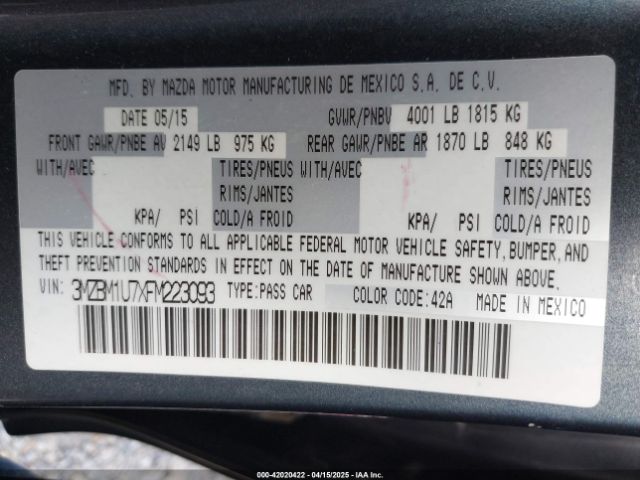 MFD. BY MAZDA MOTOR MANUFACTURING DE MEXICO S.A. DE C.V.
DATE 05/15 GVWR/PNBV 4001 LB 1815 KG
FRONT GAWR/PNBE AV 2149 LB 975 KG REAR GAWR/PNBE AR 1870 LB 848 KG
WITH/AVEC TIRES/PNEUS WITH/AVEC TIRES/PNEUS
RIMS/JANTES RIMS/JANTES
KPA/ PSI COLD/A FROID KPA/ PSI COLD/A FROID
THIS VEHICLE CONFORMS TO ALL APPLICABLE FEDERAL MOTOR VEHICLE SAFETY, BUMPER, AND
THEFT PREVENTION STANDARDS IN EFFECT ON THE DATE OF MANUFACTURE SHOWN ABOVE.
VIN: 3MZBM1U7XFM223093 TYPE:PASS CAR COLOR CODE:42A MADE IN MEXICO
000-42020422 04/15/2025 IAA Inc.